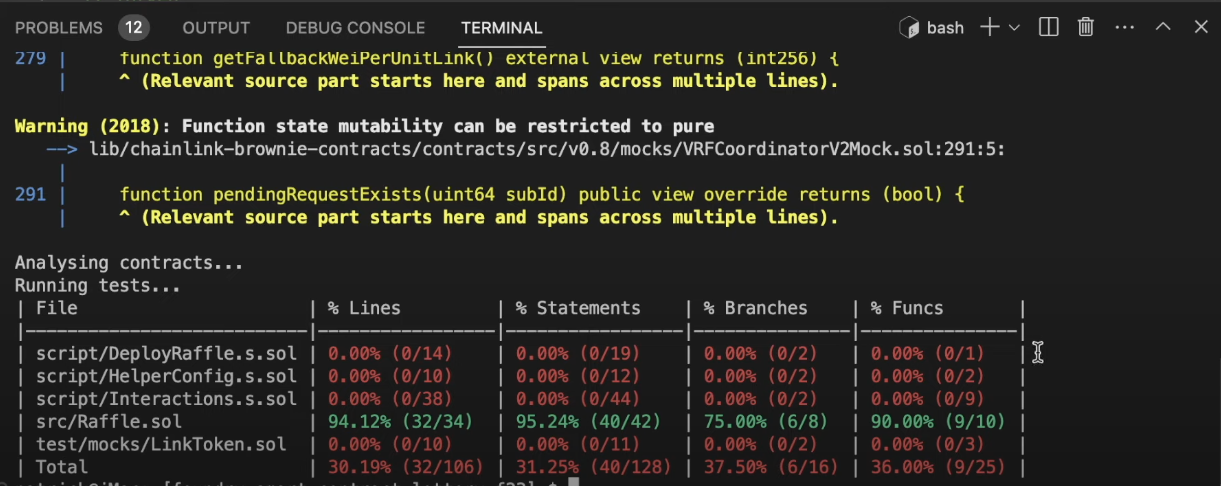 PROBLEMS 12 OUTPUT DEBUG CONSOLE TERMINAL bash
279 | function getFallbackWeiPerUnitLink() external view returns (int256) {
| ^ (Relevant source part starts here and spans across multiple lines).
Warning (2018): Function state mutability can be restricted to pure
--> lib/chainlink-brownie-contracts/contracts/src/v0.8/mocks/VRFCoordinatorV2Mock.sol:291:5:
|
291 | function pendingRequestExists(uint64 subId) public view override returns (bool) {
| ^ (Relevant source part starts here and spans across multiple lines).
Analysing contracts...
Running tests...
| File | % Lines | % Statements | % Branches | % Funcs |
| script/DeployRaffle.s.sol | 0.00% (0/14) | 0.00% (0/19) | 0.00% (0/2) | 0.00% (0/1) |
| script/HelperConfig.s.sol | 0.00% (0/10) | 0.00% (0/12) | 0.00% (0/2) | 0.00% (0/2) |
| script/Interactions.s.sol | 0.00% (0/38) | 0.00% (0/44) | 0.00% (0/2) | 0.00% (0/9) |
| src/Raffle.sol | 94.12% (32/34) | 95.24% (40/42) | 75.00% (6/8) | 90.00% (9/10) |
| test/mocks/LinkToken.sol | 0.00% (0/10) | 0.00% (0/11) | 0.00% (0/2) | 0.00% (0/3) |
| Total | 30.19% (32/106) | 31.25% (40/128) | 37.50% (6/16) | 36.00% (9/25) |